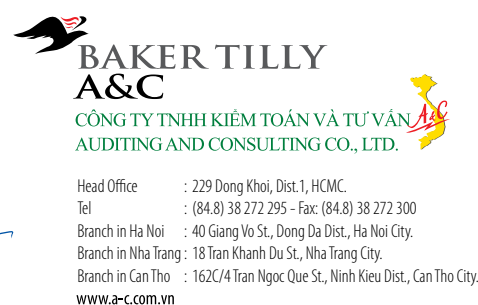 BAKER TILLY
A&C
CÔNG TY TNHH KIỂM TOÁN VÀ TƯ VẤN
A&C
AUDITING AND CONSULTING CO., LTD.
Head Office : 229 Dong Khoi, Dist.1, HCMC.
Tel : (84.8) 38 272 295 - Fax: (84.8) 38 272 300
Branch in Ha Noi : 40 Giang Vo St., Dong Da Dist., Ha Noi City.
Branch in Nha Trang : 18 Tran Khanh Du St., Nha Trang City.
Branch in Can Tho : 162C/4 Tran Ngoc Que St., Ninh Kieu Dist., Can Tho City.
www.a-c.com.vn